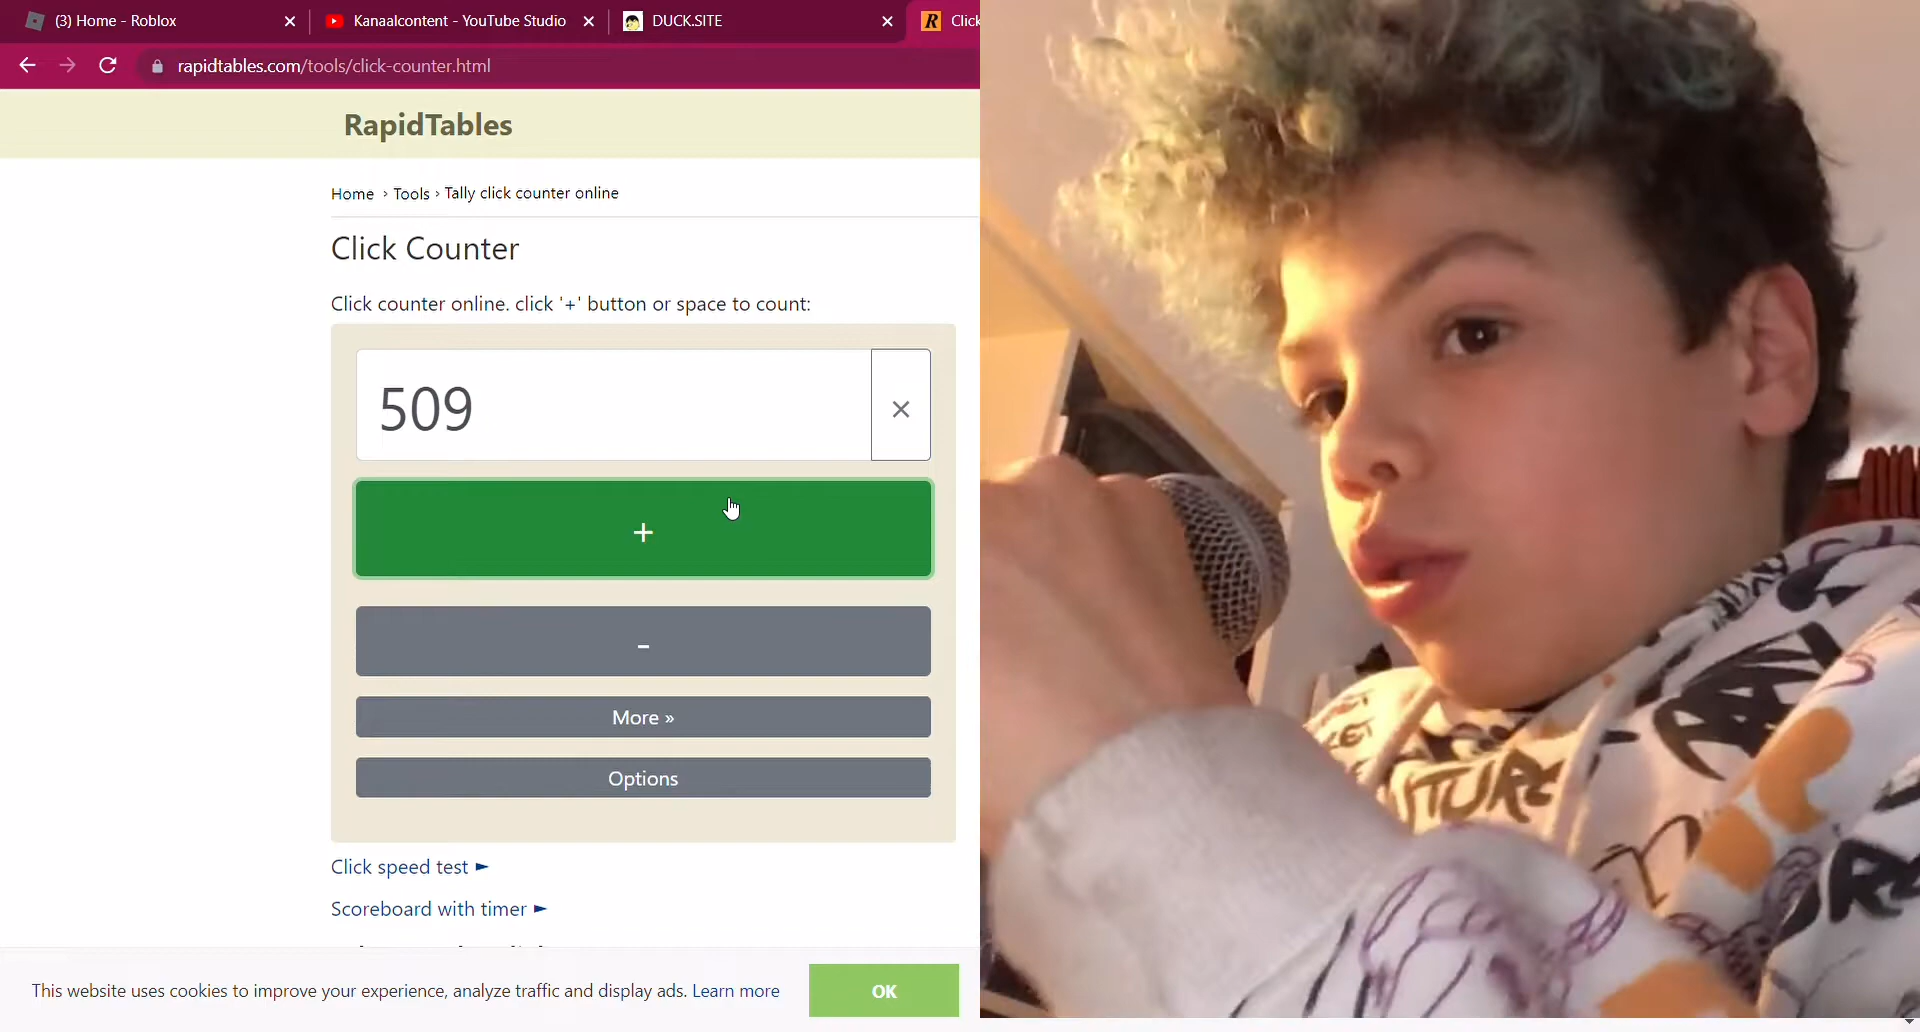 (3) Home - Roblox
Kanaalcontent - YouTube Studio
DUCK.SITE
Click
rapidtables.com/tools/click-counter.html
RapidTables
Home › Tools › Tally click counter online
Click Counter
Click counter online. click '+' button or space to count:
509
×
+
-
More »
Options
Click speed test ►
Scoreboard with timer ►
This website uses cookies to improve your experience, analyze traffic and display ads. Learn more
OK